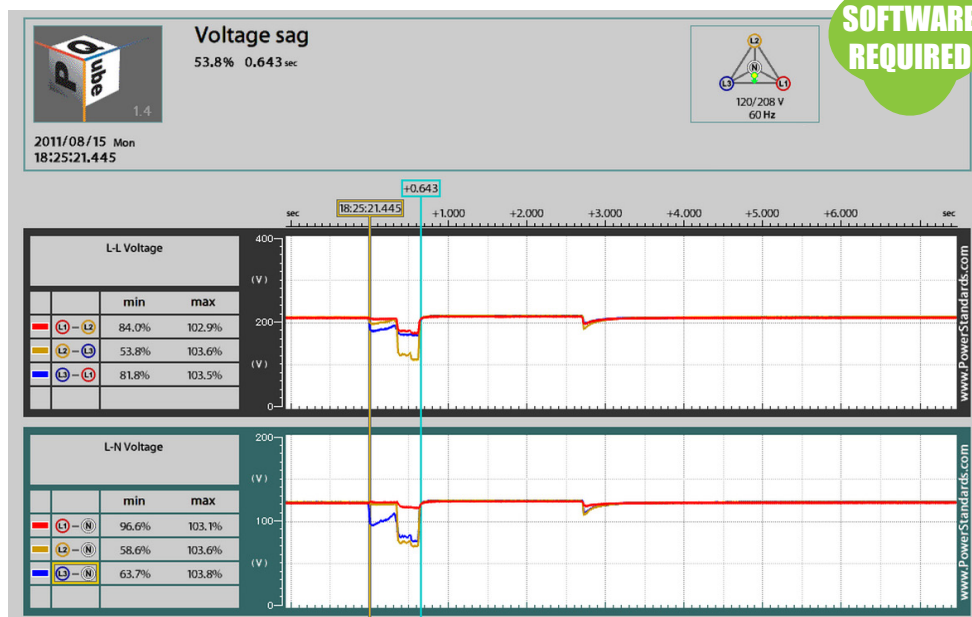 SOFTWARE
REQUIRED
Voltage sag
53.8% 0.643 sec
PQube
1.4
2011/08/15 Mon
18:25:21.445
L2
N
L3
L1
120/208 V
60 Hz
+0.643
18:25:21.445
sec +1.000 +2.000 +3.000 +4.000 +5.000 +6.000 sec
L-L Voltage
min max
L1 – L2 84.0% 102.9%
L2 – L3 53.8% 103.6%
L3 – L1 81.8% 103.5%
400
(V)
200
(V)
0
www.PowerStandards.com
L-N Voltage
min max
L1 – N 96.6% 103.1%
L2 – N 58.6% 103.6%
L3 – N 63.7% 103.8%
200
(V)
100
(V)
0
www.PowerStandards.com